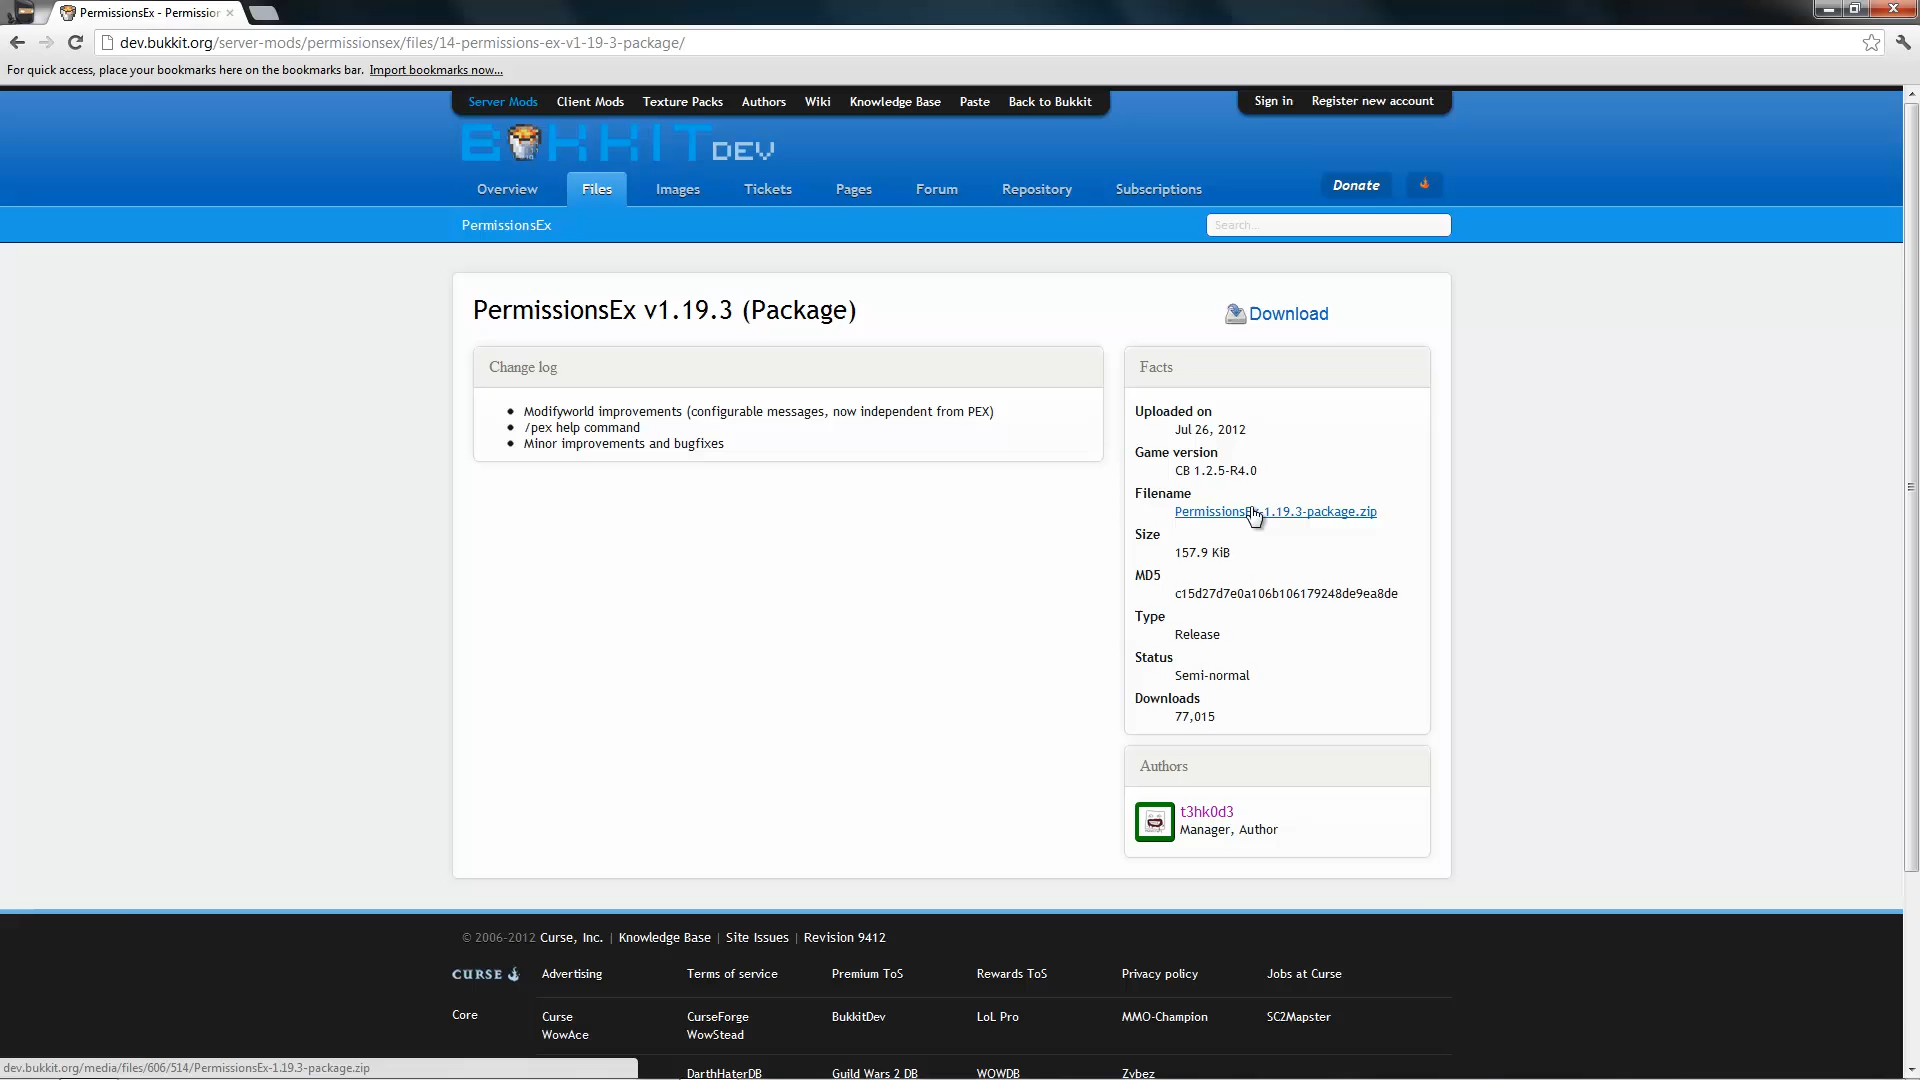 PermissionsEx - Permission
dev.bukkit.org/server-mods/permissionsex/files/14-permissions-ex-v1-19-3-package/
For quick access, place your bookmarks here on the bookmarks bar. Import bookmarks now...
Server Mods Client Mods Texture Packs Authors Wiki Knowledge Base Paste Back to Bukkit Sign in Register new account
BUKKIT DEV
Overview Files Images Tickets Pages Forum Repository Subscriptions Donate
PermissionsEx Search...
PermissionsEx v1.19.3 (Package)
Download
Change log
Modifyworld improvements (configurable messages, now independent from PEX)
/pex help command
Minor improvements and bugfixes
Facts
Uploaded on
Jul 26, 2012
Game version
CB 1.2.5-R4.0
Filename
PermissionsEx-1.19.3-package.zip
Size
157.9 KiB
MD5
c15d27d7e0a106b106179248de9ea8de
Type
Release
Status
Semi-normal
Downloads
77,015
Authors
t3hk0d3
Manager, Author
© 2006-2012 Curse, Inc. | Knowledge Base | Site Issues | Revision 9412
CURSE Advertising Terms of service Premium ToS Rewards ToS Privacy policy Jobs at Curse
Core Curse CurseForge BukkitDev LoL Pro MMO-Champion SC2Mapster
WowAce WowStead
DarthHaterDB Guild Wars 2 DB WOWDB Zybez
dev.bukkit.org/media/files/606/514/PermissionsEx-1.19.3-package.zip